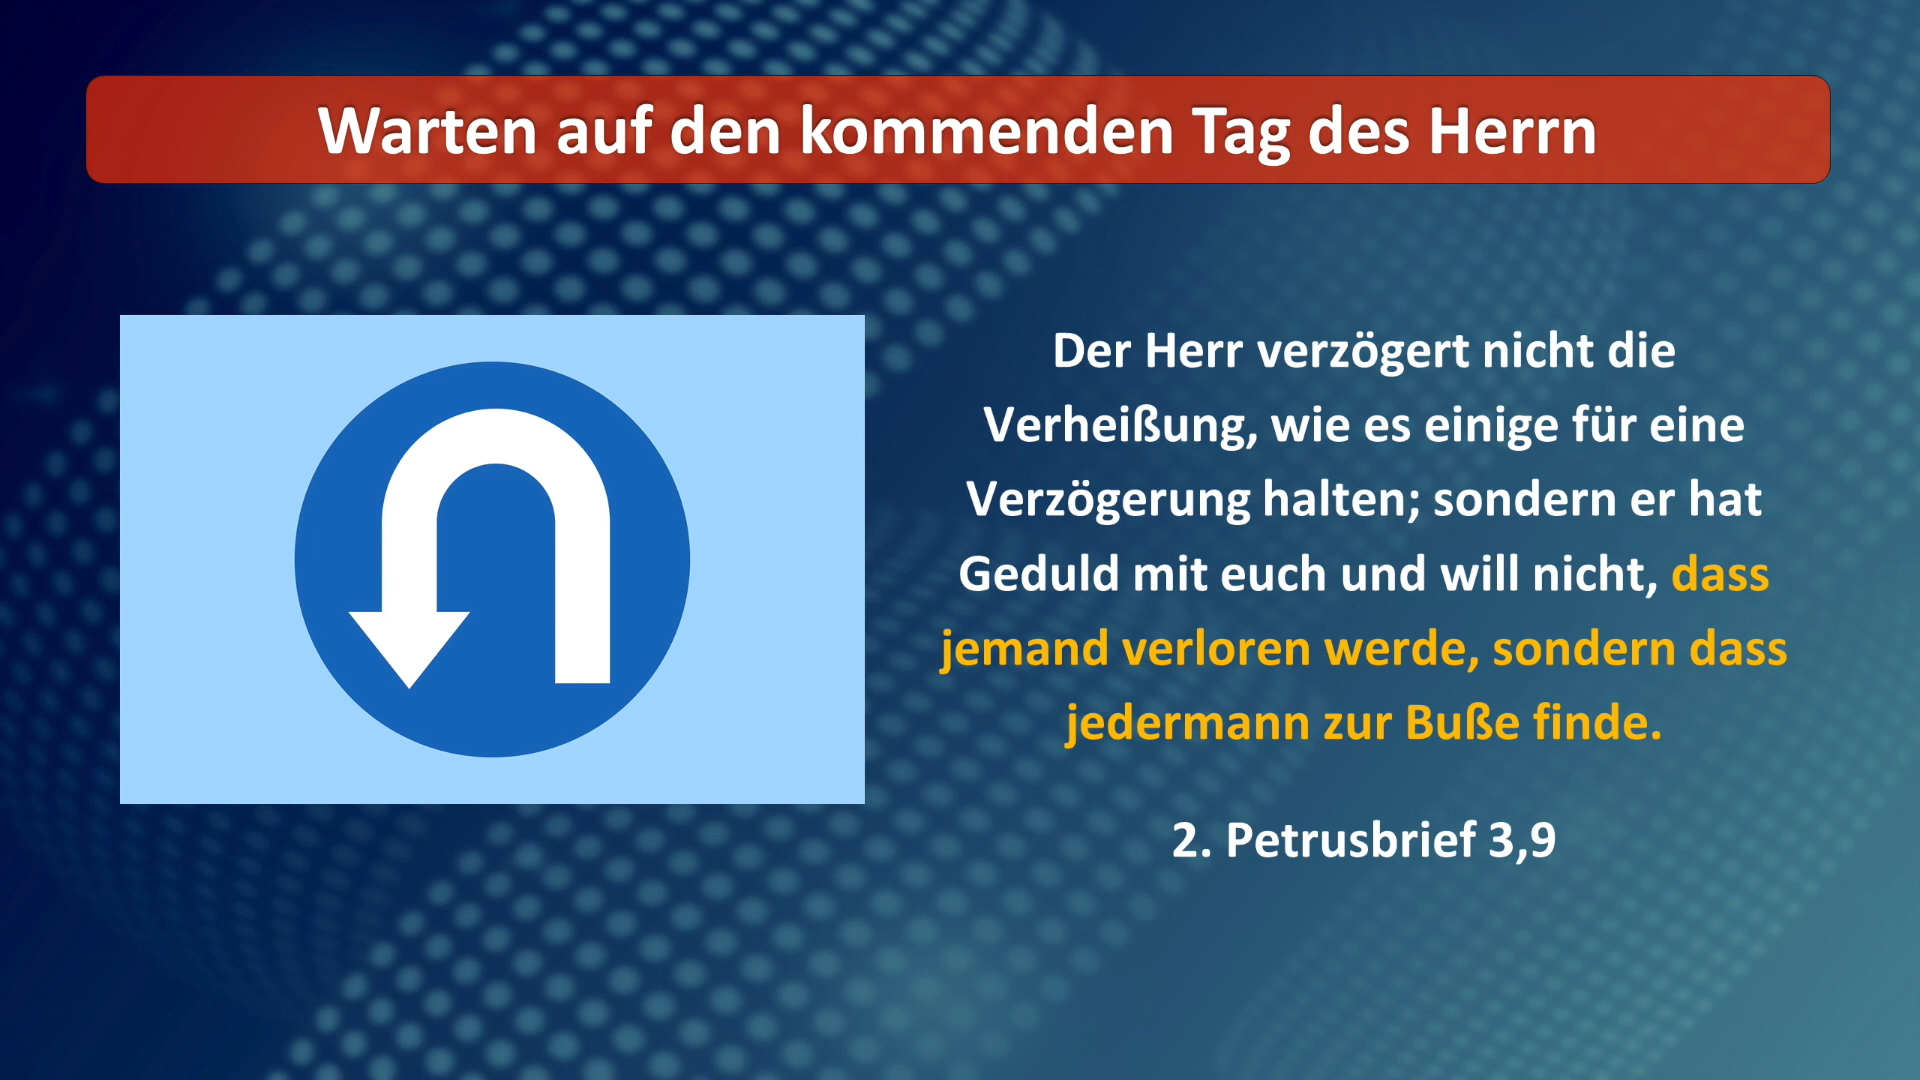 Warten auf den kommenden Tag des Herrn
Der Herr verzögert nicht die
Verheißung, wie es einige für eine
Verzögerung halten; sondern er hat
Geduld mit euch und will nicht, dass
jemand verloren werde, sondern dass
jedermann zur Buße finde.
2. Petrusbrief 3,9